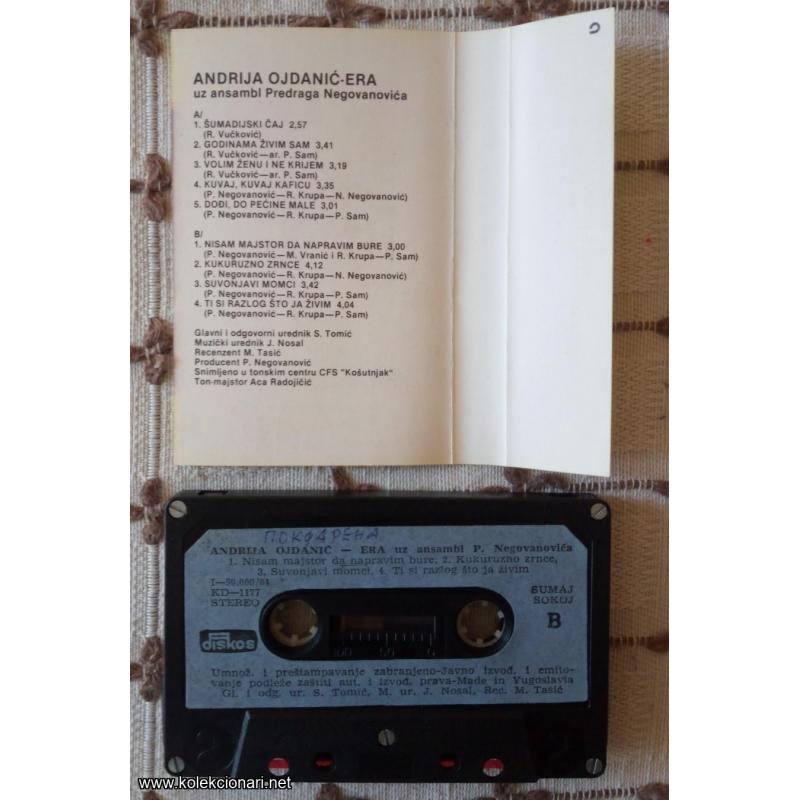 G
ANDRIJA OJDANIĆ-ERA
uz ansambl Predraga Negovanovića
A/
1. ŠUMADIJSKI ČAJ 2,57
(R. Vučković)
2. GODINAMA ŽIVIM SAM 3,41
(R. Vučković—ar. P. Sam)
3. VOLIM ŽENU I NE KRIJEM 3,19
(R. Vučković—ar. P. Sam)
4. KUVAJ, KUVAJ KAFICU 3,35
(P. Negovanović—R. Krupa—N. Negovanović)
5. DOĐI, DO PEĆINE MALE 3,01
(P. Negovanović—R. Krupa—P. Sam)
B/
1. NISAM MAJSTOR DA NAPRAVIM BURE 3,00
(P. Negovanović—M. Vranić i R. Krupa—P. Sam)
2. KUKURUZNO ZRNCE 4,12
(P. Negovanović—R. Krupa—N. Negovanović)
3. SUVONJAVI MOMCI 3,42
(P. Negovanović—R. Krupa—P. Sam)
4. TI SI RAZLOG ŠTO JA ŽIVIM 4,04
(P. Negovanović—R. Krupa—P. Sam)
Glavni i odgovorni urednik S. Tomić
Muzički urednik J. Nosal
Recenzent M. Tasić
Producent P. Negovanović
Snimljeno u tonskim centru CFS "Košutnjak"
Ton-majstor Aca Radojičić
ANDRIJA OJDANIĆ — ERA uz ansambl P. Negovanovića
1. Nisam majstor da napravim bure, 2. Kukuruzno zrnce,
3. Suvonjavi momci, 4. Ti si razlog što ja živim
I—50.000/84
KD—1177
STEREO
SUMAJ
SOKOJ
B
diskos
100 50 0
Umnož. i preštampavanje zabranjeno-Javno izvod. i emito-
vanje podleže zaštiti aut. i izvođ. prava-Made in Yugoslavia
Gl. i odg. ur. S. Tomić, M. ur. J. Nosal, Rec. M. Tasić
2
2
www.kolekcionari.net